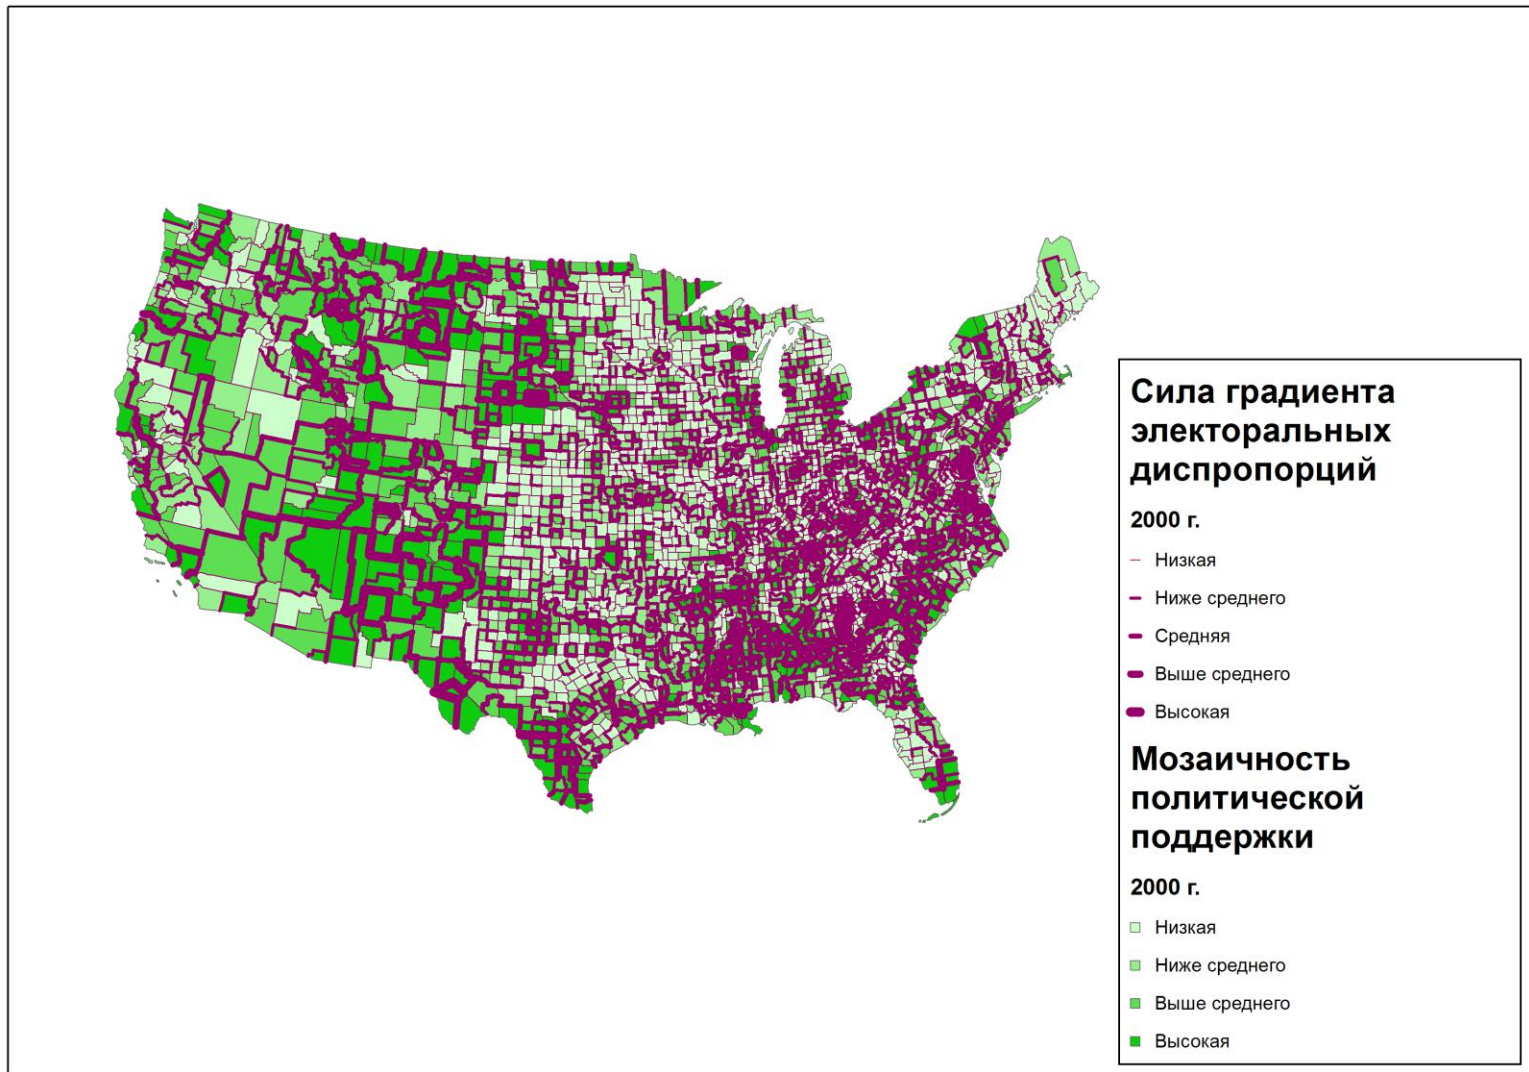 Сила градиента
электоральных
диспропорций
2000 г.
Низкая
Ниже среднего
Средняя
Выше среднего
Высокая
Мозаичность
политической
поддержки
2000 г.
Низкая
Ниже среднего
Выше среднего
Высокая